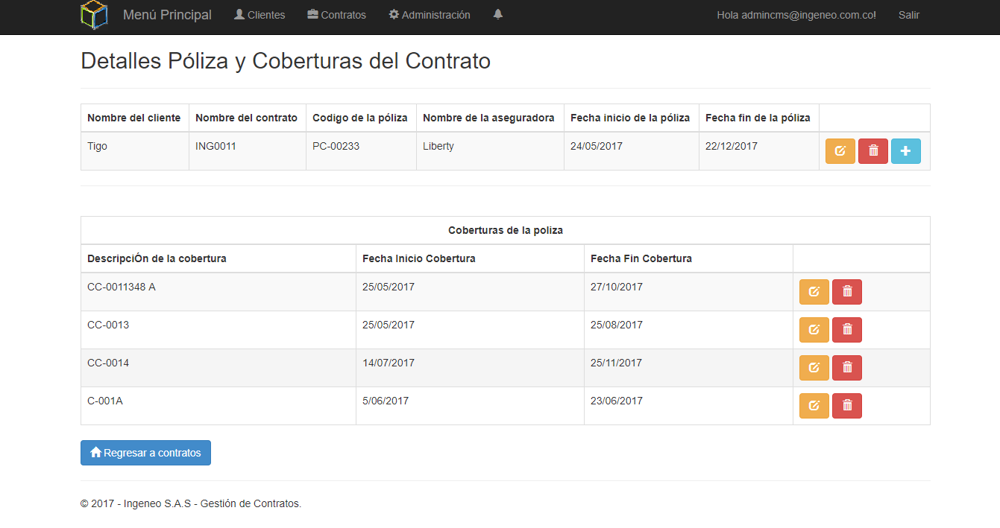 Menú Principal Clientes Contratos Administración Hola admincms@ingeneo.com.co! Salir
Detalles Póliza y Coberturas del Contrato
Nombre del cliente Nombre del contrato Codigo de la póliza Nombre de la aseguradora Fecha inicio de la póliza Fecha fin de la póliza
Tigo ING0011 PC-00233 Liberty 24/05/2017 22/12/2017
Coberturas de la poliza
DescripciÓn de la cobertura Fecha Inicio Cobertura Fecha Fin Cobertura
CC-0011348 A 25/05/2017 27/10/2017
CC-0013 25/05/2017 25/08/2017
CC-0014 14/07/2017 25/11/2017
C-001A 5/06/2017 23/06/2017
Regresar a contratos
© 2017 - Ingeneo S.A.S - Gestión de Contratos.